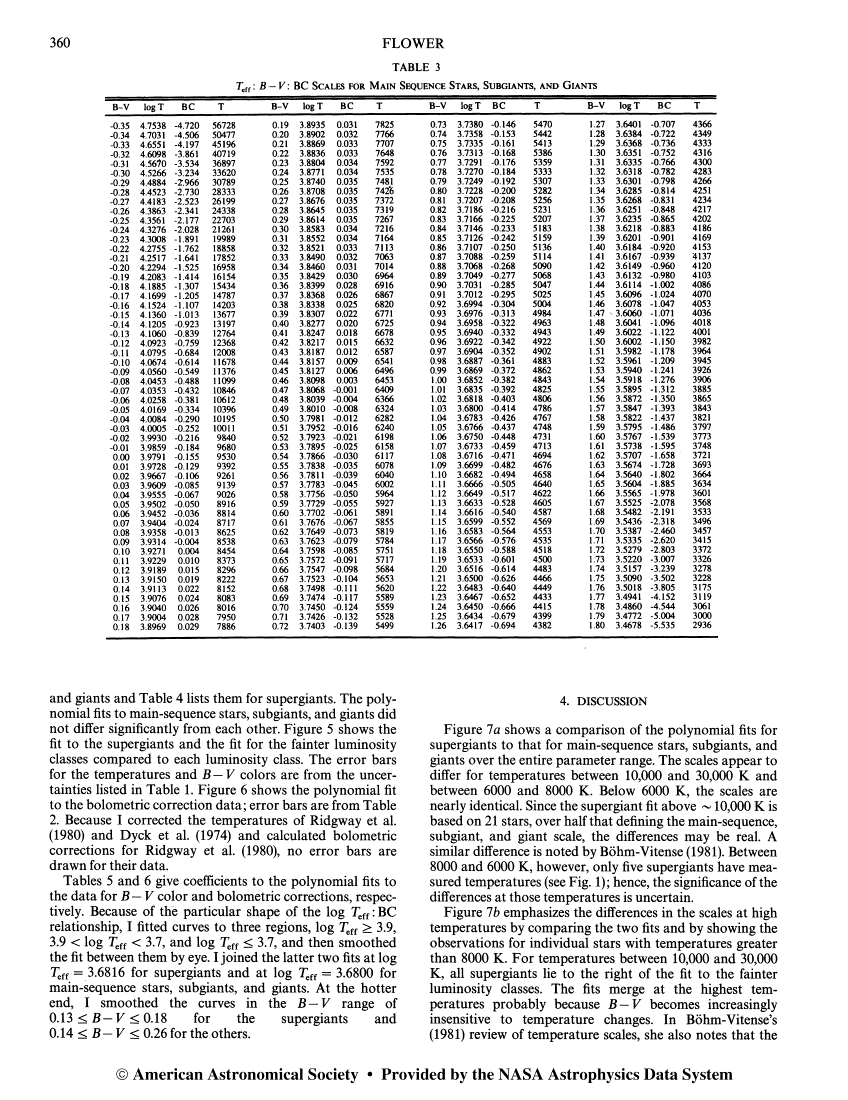 360
FLOWER
TABLE 3
T_eff : B − V : BC SCALES FOR MAIN SEQUENCE STARS, SUBGIANTS, AND GIANTS
B–V log T BC T B–V log T BC T B–V log T BC T B–V log T BC T
-0.35 4.7538 -4.720 56728 0.19 3.8935 0.031 7825 0.73 3.7380 -0.146 5470 1.27 3.6401 -0.707 4366
-0.34 4.7031 -4.506 50477 0.20 3.8902 0.032 7766 0.74 3.7358 -0.153 5442 1.28 3.6384 -0.722 4349
-0.33 4.6551 -4.197 45196 0.21 3.8869 0.033 7707 0.75 3.7335 -0.161 5413 1.29 3.6368 -0.736 4333
-0.32 4.6098 -3.861 40719 0.22 3.8836 0.033 7648 0.76 3.7313 -0.168 5386 1.30 3.6351 -0.752 4316
-0.31 4.5670 -3.534 36897 0.23 3.8804 0.034 7592 0.77 3.7291 -0.176 5359 1.31 3.6335 -0.766 4300
-0.30 4.5266 -3.234 33620 0.24 3.8771 0.034 7535 0.78 3.7270 -0.184 5333 1.32 3.6318 -0.782 4283
-0.29 4.4884 -2.966 30789 0.25 3.8740 0.035 7481 0.79 3.7249 -0.192 5307 1.33 3.6301 -0.798 4266
-0.28 4.4523 -2.730 28333 0.26 3.8708 0.035 7426 0.80 3.7228 -0.200 5282 1.34 3.6285 -0.814 4251
-0.27 4.4183 -2.523 26199 0.27 3.8676 0.035 7372 0.81 3.7207 -0.208 5256 1.35 3.6268 -0.831 4234
-0.26 4.3863 -2.341 24338 0.28 3.8645 0.035 7319 0.82 3.7186 -0.216 5231 1.36 3.6251 -0.848 4217
-0.25 4.3561 -2.177 22703 0.29 3.8614 0.035 7267 0.83 3.7166 -0.225 5207 1.37 3.6235 -0.865 4202
-0.24 4.3276 -2.028 21261 0.30 3.8583 0.034 7216 0.84 3.7146 -0.233 5183 1.38 3.6218 -0.883 4186
-0.23 4.3008 -1.891 19989 0.31 3.8552 0.034 7164 0.85 3.7126 -0.242 5159 1.39 3.6201 -0.901 4169
-0.22 4.2755 -1.762 18858 0.32 3.8521 0.033 7113 0.86 3.7107 -0.250 5136 1.40 3.6184 -0.920 4153
-0.21 4.2517 -1.641 17852 0.33 3.8490 0.032 7063 0.87 3.7088 -0.259 5114 1.41 3.6167 -0.939 4137
-0.20 4.2294 -1.525 16958 0.34 3.8460 0.031 7014 0.88 3.7068 -0.268 5090 1.42 3.6149 -0.960 4120
-0.19 4.2083 -1.414 16154 0.35 3.8429 0.030 6964 0.89 3.7049 -0.277 5068 1.43 3.6132 -0.980 4103
-0.18 4.1885 -1.307 15434 0.36 3.8399 0.028 6916 0.90 3.7031 -0.285 5047 1.44 3.6114 -1.002 4086
-0.17 4.1699 -1.205 14787 0.37 3.8368 0.026 6867 0.91 3.7012 -0.295 5025 1.45 3.6096 -1.024 4070
-0.16 4.1524 -1.107 14203 0.38 3.8338 0.025 6820 0.92 3.6994 -0.304 5004 1.46 3.6078 -1.047 4053
-0.15 4.1360 -1.013 13677 0.39 3.8307 0.022 6771 0.93 3.6976 -0.313 4984 1.47 3.6060 -1.071 4036
-0.14 4.1205 -0.923 13197 0.40 3.8277 0.020 6725 0.94 3.6958 -0.322 4963 1.48 3.6041 -1.096 4018
-0.13 4.1060 -0.839 12764 0.41 3.8247 0.018 6678 0.95 3.6940 -0.332 4943 1.49 3.6022 -1.122 4001
-0.12 4.0923 -0.759 12368 0.42 3.8217 0.015 6632 0.96 3.6922 -0.342 4922 1.50 3.6002 -1.150 3982
-0.11 4.0795 -0.684 12008 0.43 3.8187 0.012 6587 0.97 3.6904 -0.352 4902 1.51 3.5982 -1.178 3964
-0.10 4.0674 -0.614 11678 0.44 3.8157 0.009 6541 0.98 3.6887 -0.361 4883 1.52 3.5961 -1.209 3945
-0.09 4.0560 -0.549 11376 0.45 3.8127 0.006 6496 0.99 3.6869 -0.372 4862 1.53 3.5940 -1.241 3926
-0.08 4.0453 -0.488 11099 0.46 3.8098 0.003 6453 1.00 3.6852 -0.382 4843 1.54 3.5918 -1.276 3906
-0.07 4.0353 -0.432 10846 0.47 3.8068 -0.001 6409 1.01 3.6835 -0.392 4825 1.55 3.5895 -1.312 3885
-0.06 4.0258 -0.381 10612 0.48 3.8039 -0.004 6366 1.02 3.6818 -0.403 4806 1.56 3.5872 -1.350 3865
-0.05 4.0169 -0.334 10396 0.49 3.8010 -0.008 6324 1.03 3.6800 -0.414 4786 1.57 3.5847 -1.393 3843
-0.04 4.0084 -0.290 10195 0.50 3.7981 -0.012 6282 1.04 3.6783 -0.426 4767 1.58 3.5822 -1.437 3821
-0.03 4.0005 -0.252 10011 0.51 3.7952 -0.016 6240 1.05 3.6766 -0.437 4748 1.59 3.5795 -1.486 3797
-0.02 3.9930 -0.216 9840 0.52 3.7923 -0.021 6198 1.06 3.6750 -0.448 4731 1.60 3.5767 -1.539 3773
-0.01 3.9859 -0.184 9680 0.53 3.7895 -0.025 6158 1.07 3.6733 -0.459 4713 1.61 3.5738 -1.595 3748
0.00 3.9791 -0.155 9530 0.54 3.7866 -0.030 6117 1.08 3.6716 -0.471 4694 1.62 3.5707 -1.658 3721
0.01 3.9728 -0.129 9392 0.55 3.7838 -0.035 6078 1.09 3.6699 -0.482 4676 1.63 3.5674 -1.728 3693
0.02 3.9667 -0.106 9261 0.56 3.7811 -0.039 6040 1.10 3.6682 -0.494 4658 1.64 3.5640 -1.802 3664
0.03 3.9609 -0.085 9139 0.57 3.7783 -0.045 6002 1.11 3.6666 -0.505 4640 1.65 3.5604 -1.885 3634
0.04 3.9555 -0.067 9026 0.58 3.7756 -0.050 5964 1.12 3.6649 -0.517 4622 1.66 3.5565 -1.978 3601
0.05 3.9502 -0.050 8916 0.59 3.7729 -0.055 5927 1.13 3.6633 -0.528 4605 1.67 3.5525 -2.078 3568
0.06 3.9452 -0.036 8814 0.60 3.7702 -0.061 5891 1.14 3.6616 -0.540 4587 1.68 3.5482 -2.191 3533
0.07 3.9404 -0.024 8717 0.61 3.7676 -0.067 5855 1.15 3.6599 -0.552 4569 1.69 3.5436 -2.318 3496
0.08 3.9358 -0.013 8625 0.62 3.7649 -0.073 5819 1.16 3.6583 -0.564 4553 1.70 3.5387 -2.460 3457
0.09 3.9314 -0.004 8538 0.63 3.7623 -0.079 5784 1.17 3.6566 -0.576 4535 1.71 3.5335 -2.620 3415
0.10 3.9271 0.004 8454 0.64 3.7598 -0.085 5751 1.18 3.6550 -0.588 4518 1.72 3.5279 -2.803 3372
0.11 3.9229 0.010 8373 0.65 3.7572 -0.091 5717 1.19 3.6533 -0.601 4500 1.73 3.5220 -3.007 3326
0.12 3.9189 0.015 8296 0.66 3.7547 -0.098 5684 1.20 3.6516 -0.614 4483 1.74 3.5157 -3.239 3278
0.13 3.9150 0.019 8222 0.67 3.7523 -0.104 5653 1.21 3.6500 -0.626 4466 1.75 3.5090 -3.502 3228
0.14 3.9113 0.022 8152 0.68 3.7498 -0.111 5620 1.22 3.6483 -0.640 4449 1.76 3.5018 -3.805 3175
0.15 3.9076 0.024 8083 0.69 3.7474 -0.117 5589 1.23 3.6467 -0.652 4433 1.77 3.4941 -4.152 3119
0.16 3.9040 0.026 8016 0.70 3.7450 -0.124 5559 1.24 3.6450 -0.666 4415 1.78 3.4860 -4.544 3061
0.17 3.9004 0.028 7950 0.71 3.7426 -0.132 5528 1.25 3.6434 -0.679 4399 1.79 3.4772 -5.004 3000
0.18 3.8969 0.029 7886 0.72 3.7403 -0.139 5499 1.26 3.6417 -0.694 4382 1.80 3.4678 -5.535 2936
and giants and Table 4 lists them for supergiants. The poly-
nomial fits to main-sequence stars, subgiants, and giants did
not differ significantly from each other. Figure 5 shows the
fit to the supergiants and the fit for the fainter luminosity
classes compared to each luminosity class. The error bars
for the temperatures and B − V colors are from the uncer-
tainties listed in Table 1. Figure 6 shows the polynomial fit
to the bolometric correction data; error bars are from Table
2. Because I corrected the temperatures of Ridgway et al.
(1980) and Dyck et al. (1974) and calculated bolometric
corrections for Ridgway et al. (1980), no error bars are
drawn for their data.
Tables 5 and 6 give coefficients to the polynomial fits to
the data for B − V color and bolometric corrections, respec-
tively. Because of the particular shape of the log T_eff : BC
relationship, I fitted curves to three regions, log T_eff ≥ 3.9,
3.9 < log T_eff < 3.7, and log T_eff ≤ 3.7, and then smoothed
the fit between them by eye. I joined the latter two fits at log
T_eff = 3.6816 for supergiants and at log T_eff = 3.6800 for
main-sequence stars, subgiants, and giants. At the hotter
end, I smoothed the curves in the B − V range of
0.13 ≤ B − V ≤ 0.18 for the supergiants and
0.14 ≤ B − V ≤ 0.26 for the others.
4. DISCUSSION
Figure 7a shows a comparison of the polynomial fits for
supergiants to that for main-sequence stars, subgiants, and
giants over the entire parameter range. The scales appear to
differ for temperatures between 10,000 and 30,000 K and
between 6000 and 8000 K. Below 6000 K, the scales are
nearly identical. Since the supergiant fit above ~ 10,000 K is
based on 21 stars, over half that defining the main-sequence,
subgiant, and giant scale, the differences may be real. A
similar difference is noted by Böhm-Vitense (1981). Between
8000 and 6000 K, however, only five supergiants have mea-
sured temperatures (see Fig. 1); hence, the significance of the
differences at those temperatures is uncertain.
Figure 7b emphasizes the differences in the scales at high
temperatures by comparing the two fits and by showing the
observations for individual stars with temperatures greater
than 8000 K. For temperatures between 10,000 and 30,000
K, all supergiants lie to the right of the fit to the fainter
luminosity classes. The fits merge at the highest tem-
peratures probably because B − V becomes increasingly
insensitive to temperature changes. In Böhm-Vitense's
(1981) review of temperature scales, she also notes that the
© American Astronomical Society • Provided by the NASA Astrophysics Data System